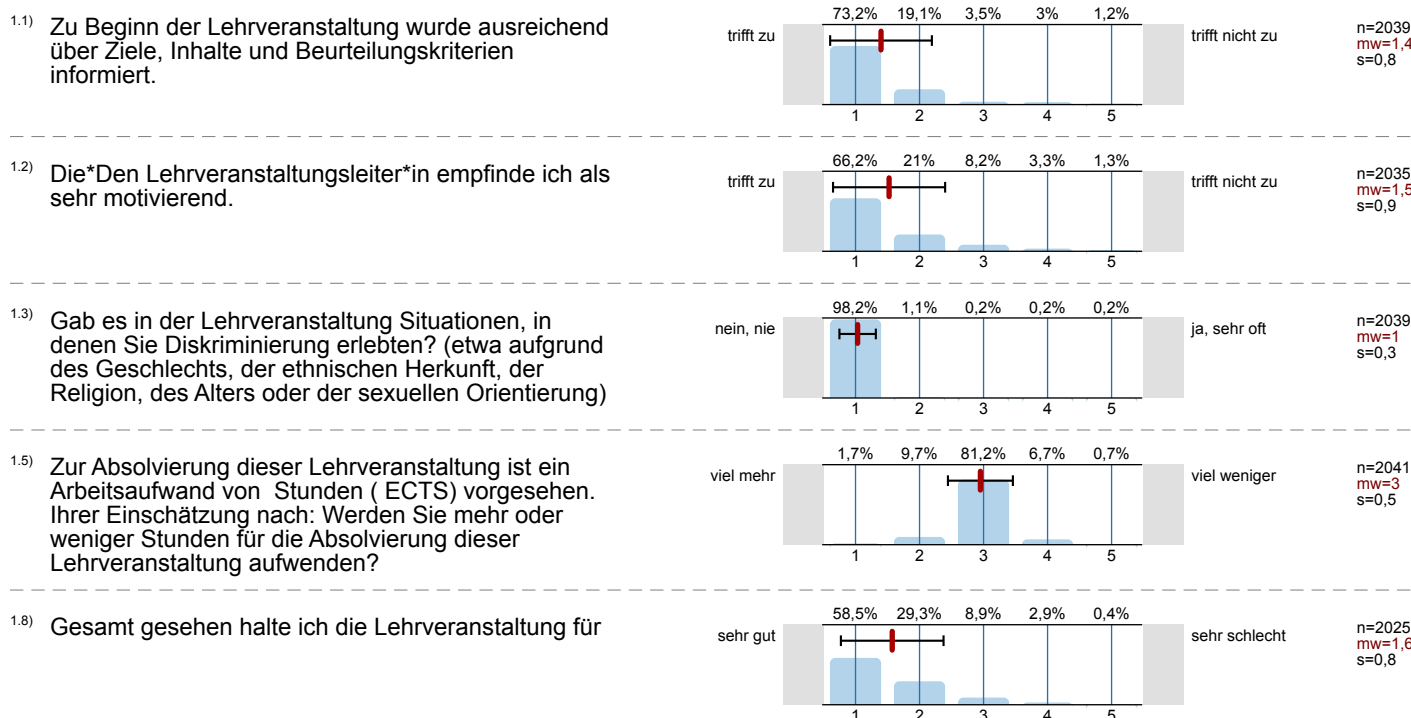 1.1) Zu Beginn der Lehrveranstaltung wurde ausreichend
über Ziele, Inhalte und Beurteilungskriterien
informiert.
trifft zu
73,2% 19,1% 3,5% 3% 1,2%
1 2 3 4 5
trifft nicht zu
n=2039
mw=1,4
s=0,8
1.2) Die*Den Lehrveranstaltungsleiter*in empfinde ich als
sehr motivierend.
trifft zu
66,2% 21% 8,2% 3,3% 1,3%
1 2 3 4 5
trifft nicht zu
n=2035
mw=1,5
s=0,9
1.3) Gab es in der Lehrveranstaltung Situationen, in
denen Sie Diskriminierung erlebten? (etwa aufgrund
des Geschlechts, der ethnischen Herkunft, der
Religion, des Alters oder der sexuellen Orientierung)
nein, nie
98,2% 1,1% 0,2% 0,2% 0,2%
1 2 3 4 5
ja, sehr oft
n=2039
mw=1
s=0,3
1.5) Zur Absolvierung dieser Lehrveranstaltung ist ein
Arbeitsaufwand von Stunden ( ECTS) vorgesehen.
Ihrer Einschätzung nach: Werden Sie mehr oder
weniger Stunden für die Absolvierung dieser
Lehrveranstaltung aufwenden?
viel mehr
1,7% 9,7% 81,2% 6,7% 0,7%
1 2 3 4 5
viel weniger
n=2041
mw=3
s=0,5
1.8) Gesamt gesehen halte ich die Lehrveranstaltung für
sehr gut
58,5% 29,3% 8,9% 2,9% 0,4%
1 2 3 4 5
sehr schlecht
n=2025
mw=1,6
s=0,8